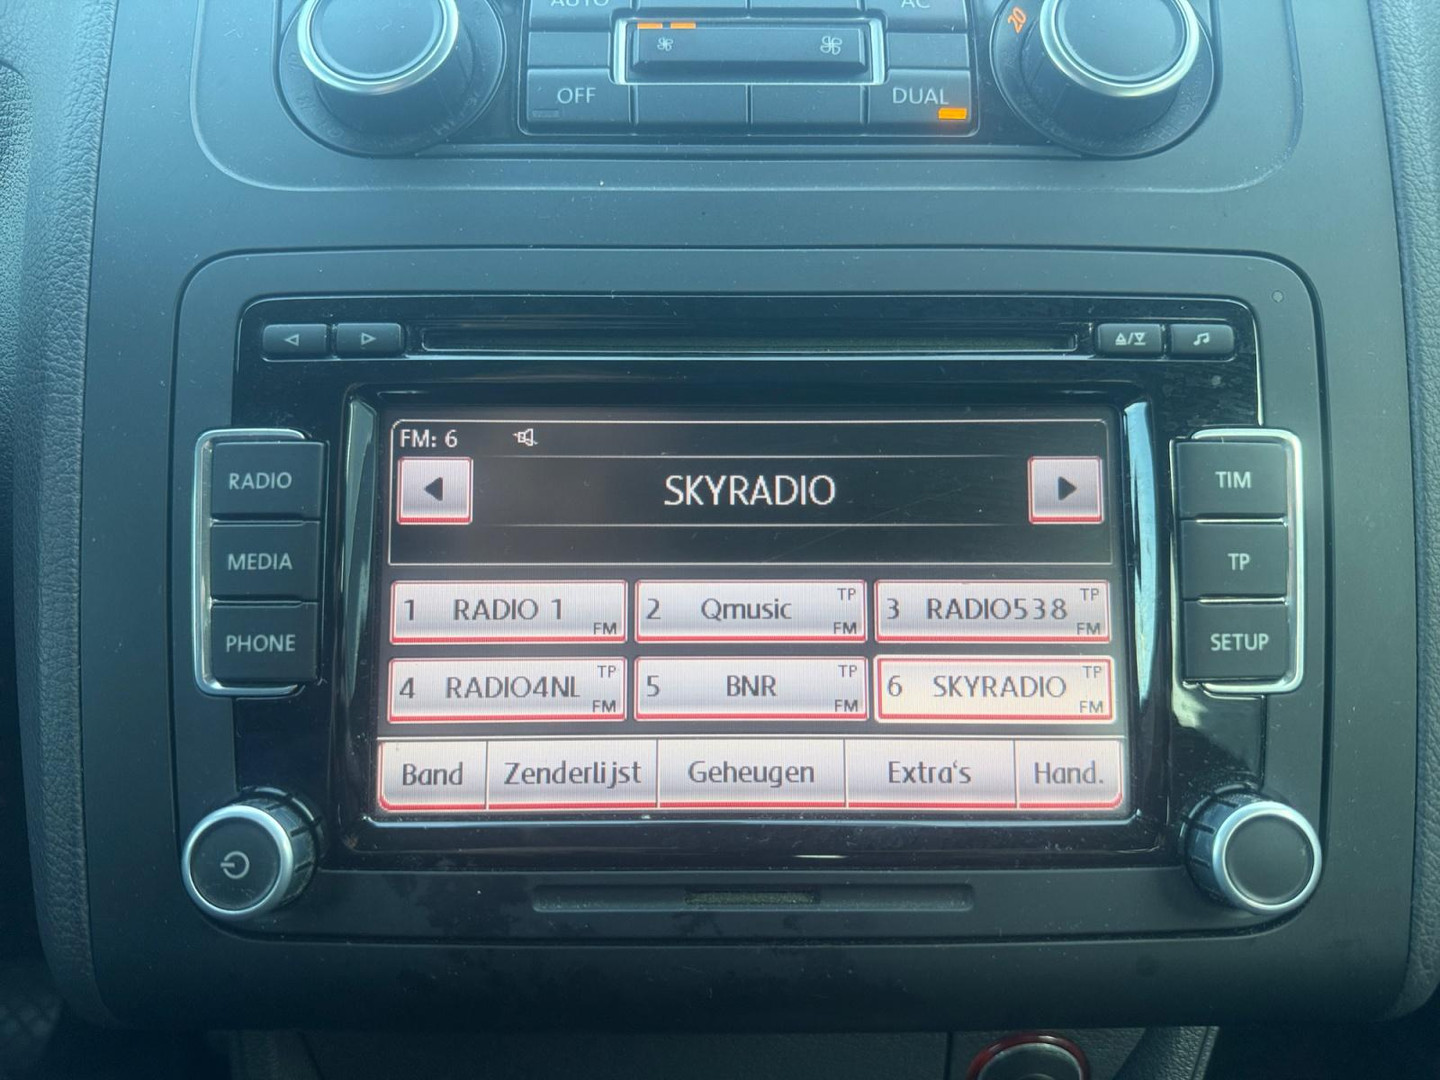 AUTO
AC
20
OFF
DUAL
RADIO
MEDIA
PHONE
FM: 6
SKYRADIO
1 RADIO 1 FM
2 Qmusic TP FM
3 RADIO538 TP FM
4 RADIO4NL TP FM
5 BNR TP FM
6 SKYRADIO TP FM
Band
Zenderlijst
Geheugen
Extra's
Hand.
TIM
TP
SETUP